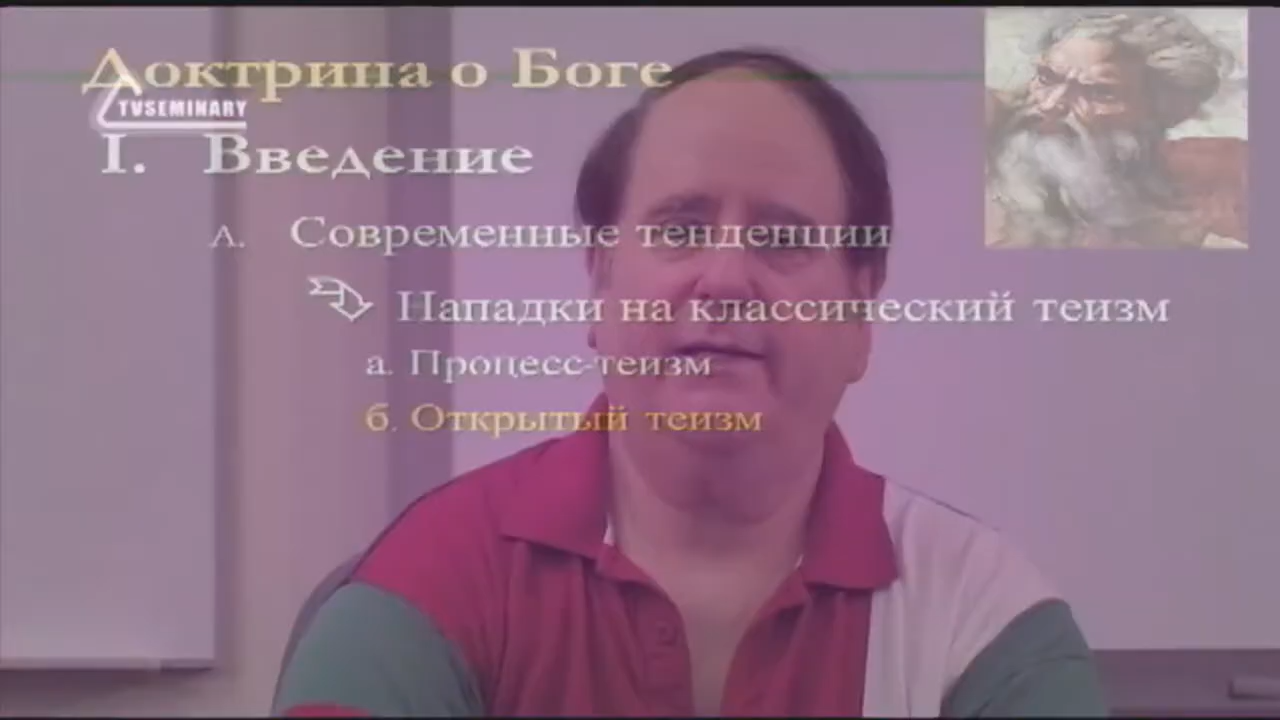 Доктрина о Боге
TVSEMINARY
I. Введение
А. Современные тенденции
Нападки на классический теизм
а. Процесс-теизм
б. Открытый теизм